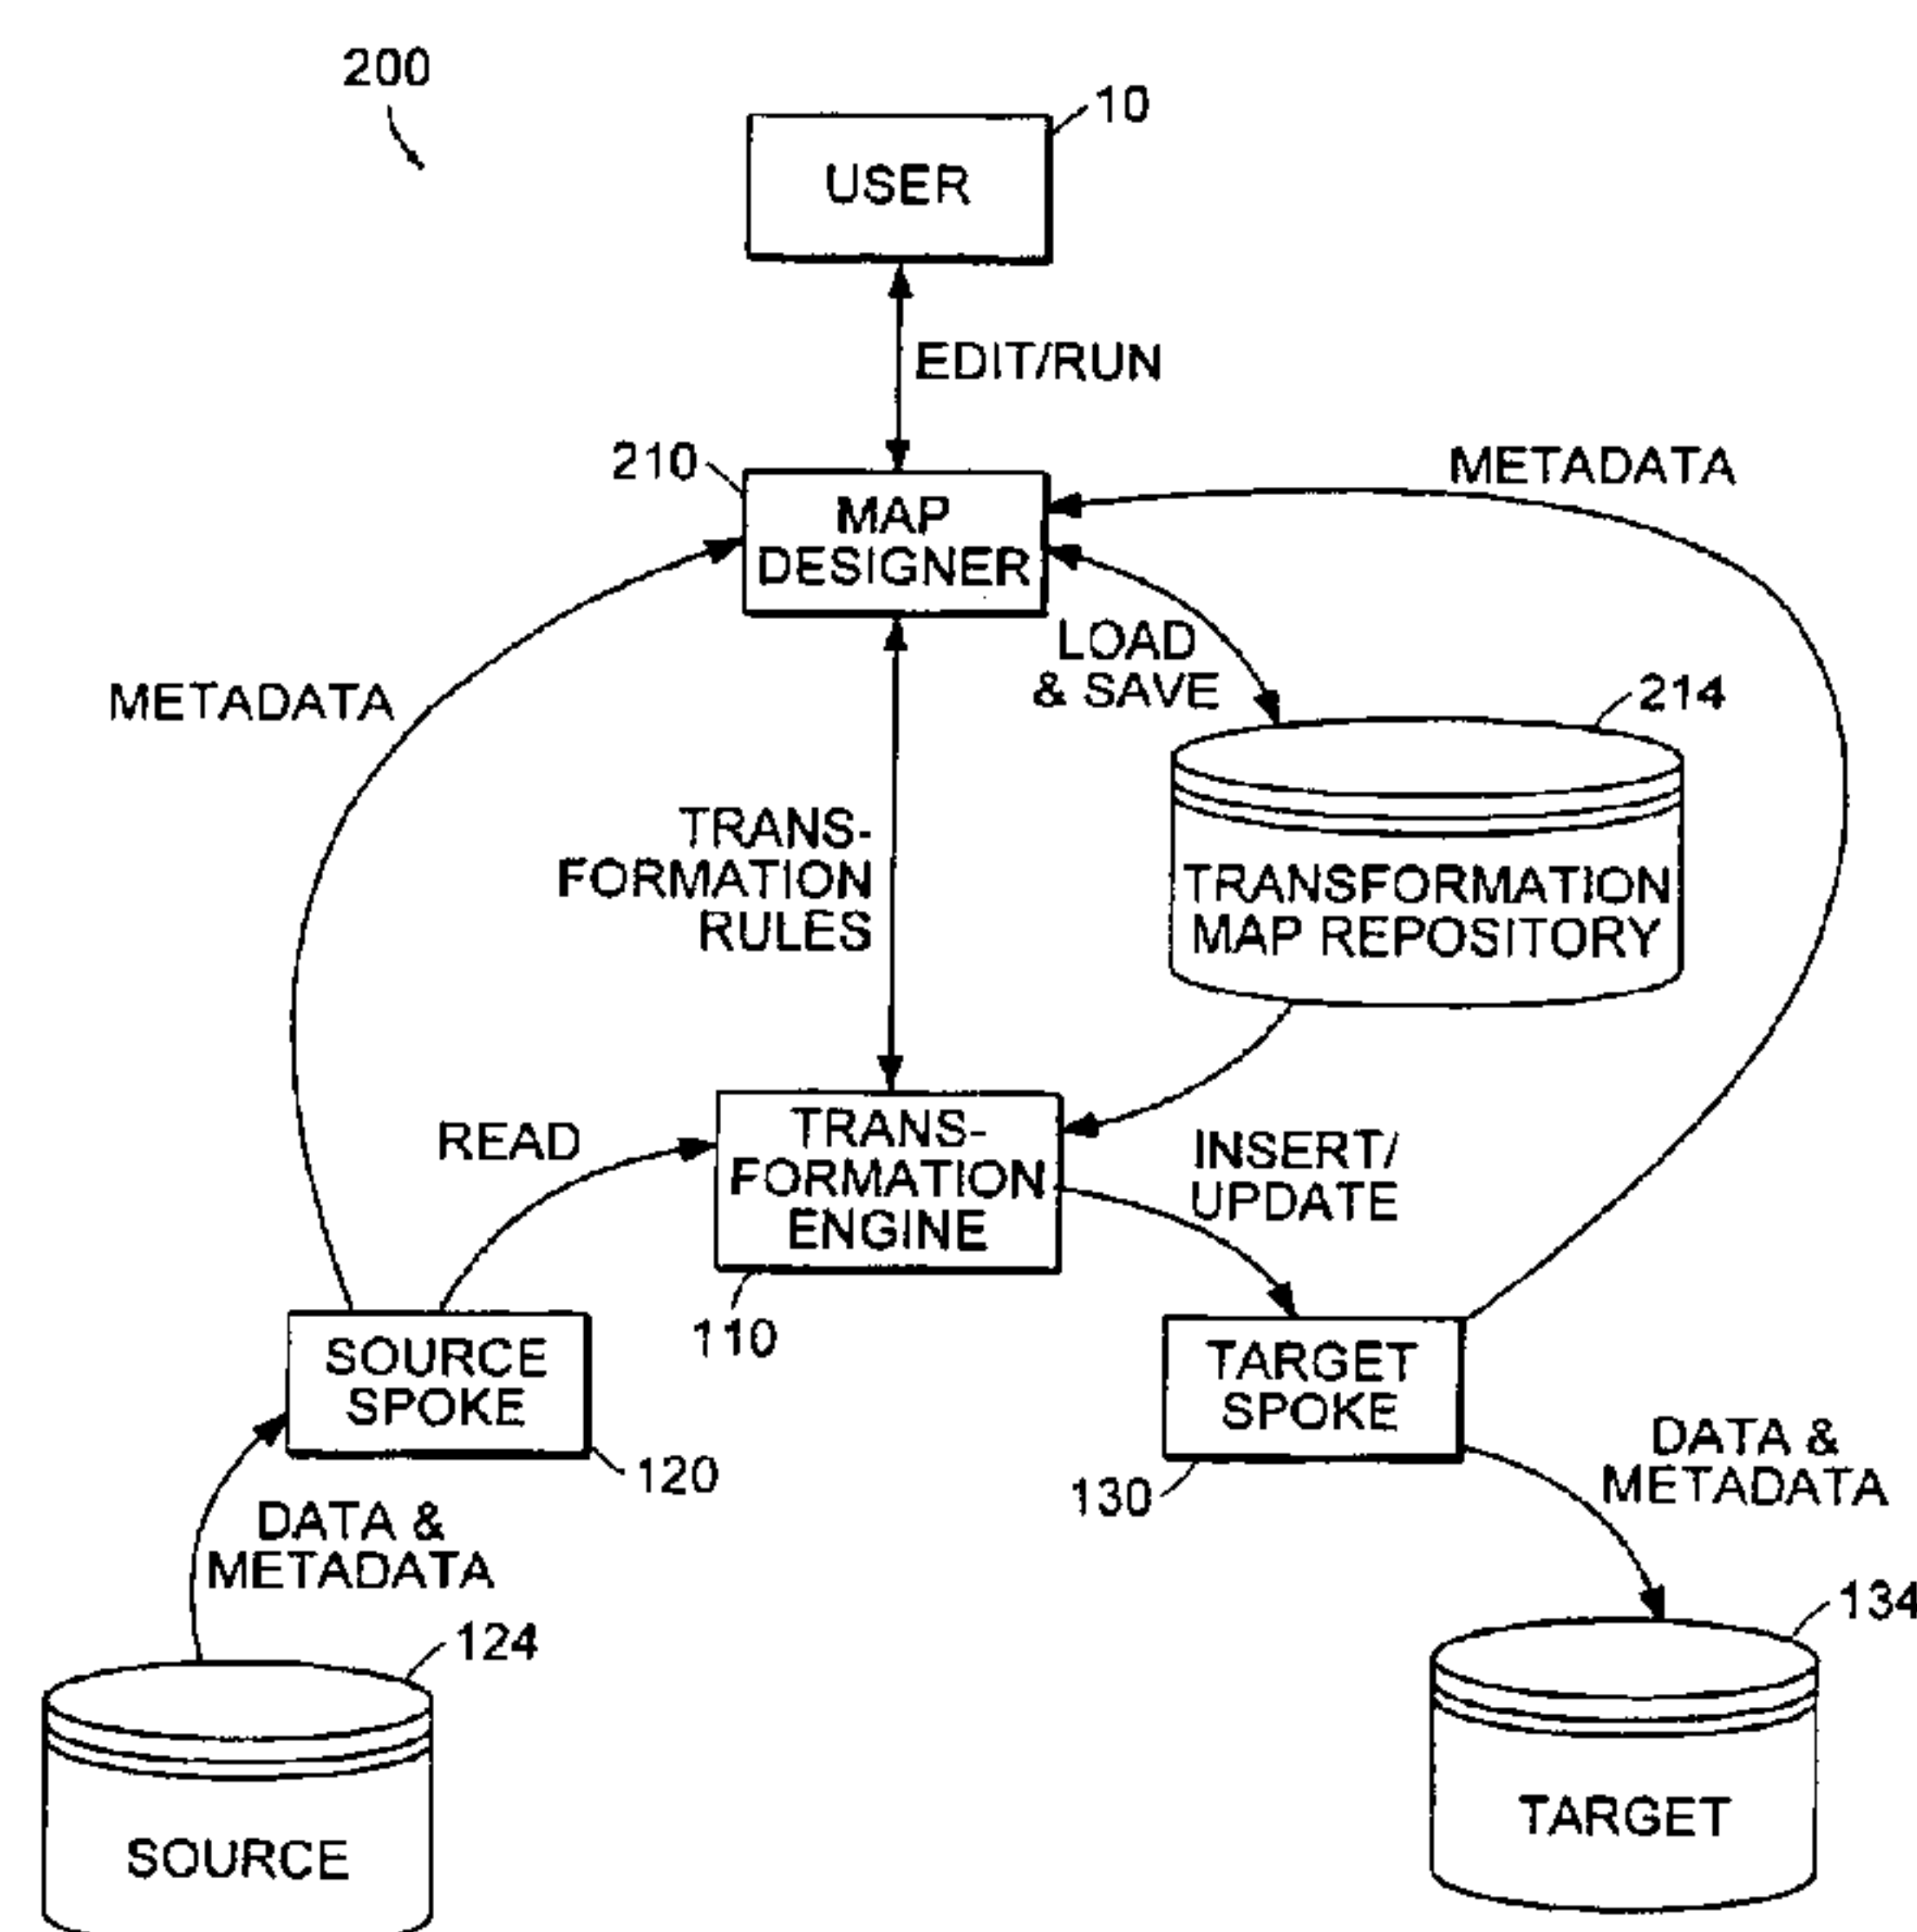 200
10
USER
EDIT/RUN
210
METADATA
MAP
DESIGNER
LOAD
& SAVE
METADATA
214
TRANS-
FORMATION
RULES
TRANSFORMATION
MAP REPOSITORY
READ
TRANS-
FORMATION
ENGINE
INSERT/
UPDATE
110
SOURCE
SPOKE
TARGET
SPOKE
120
130
DATA &
METADATA
DATA &
METADATA
124
134
SOURCE
TARGET